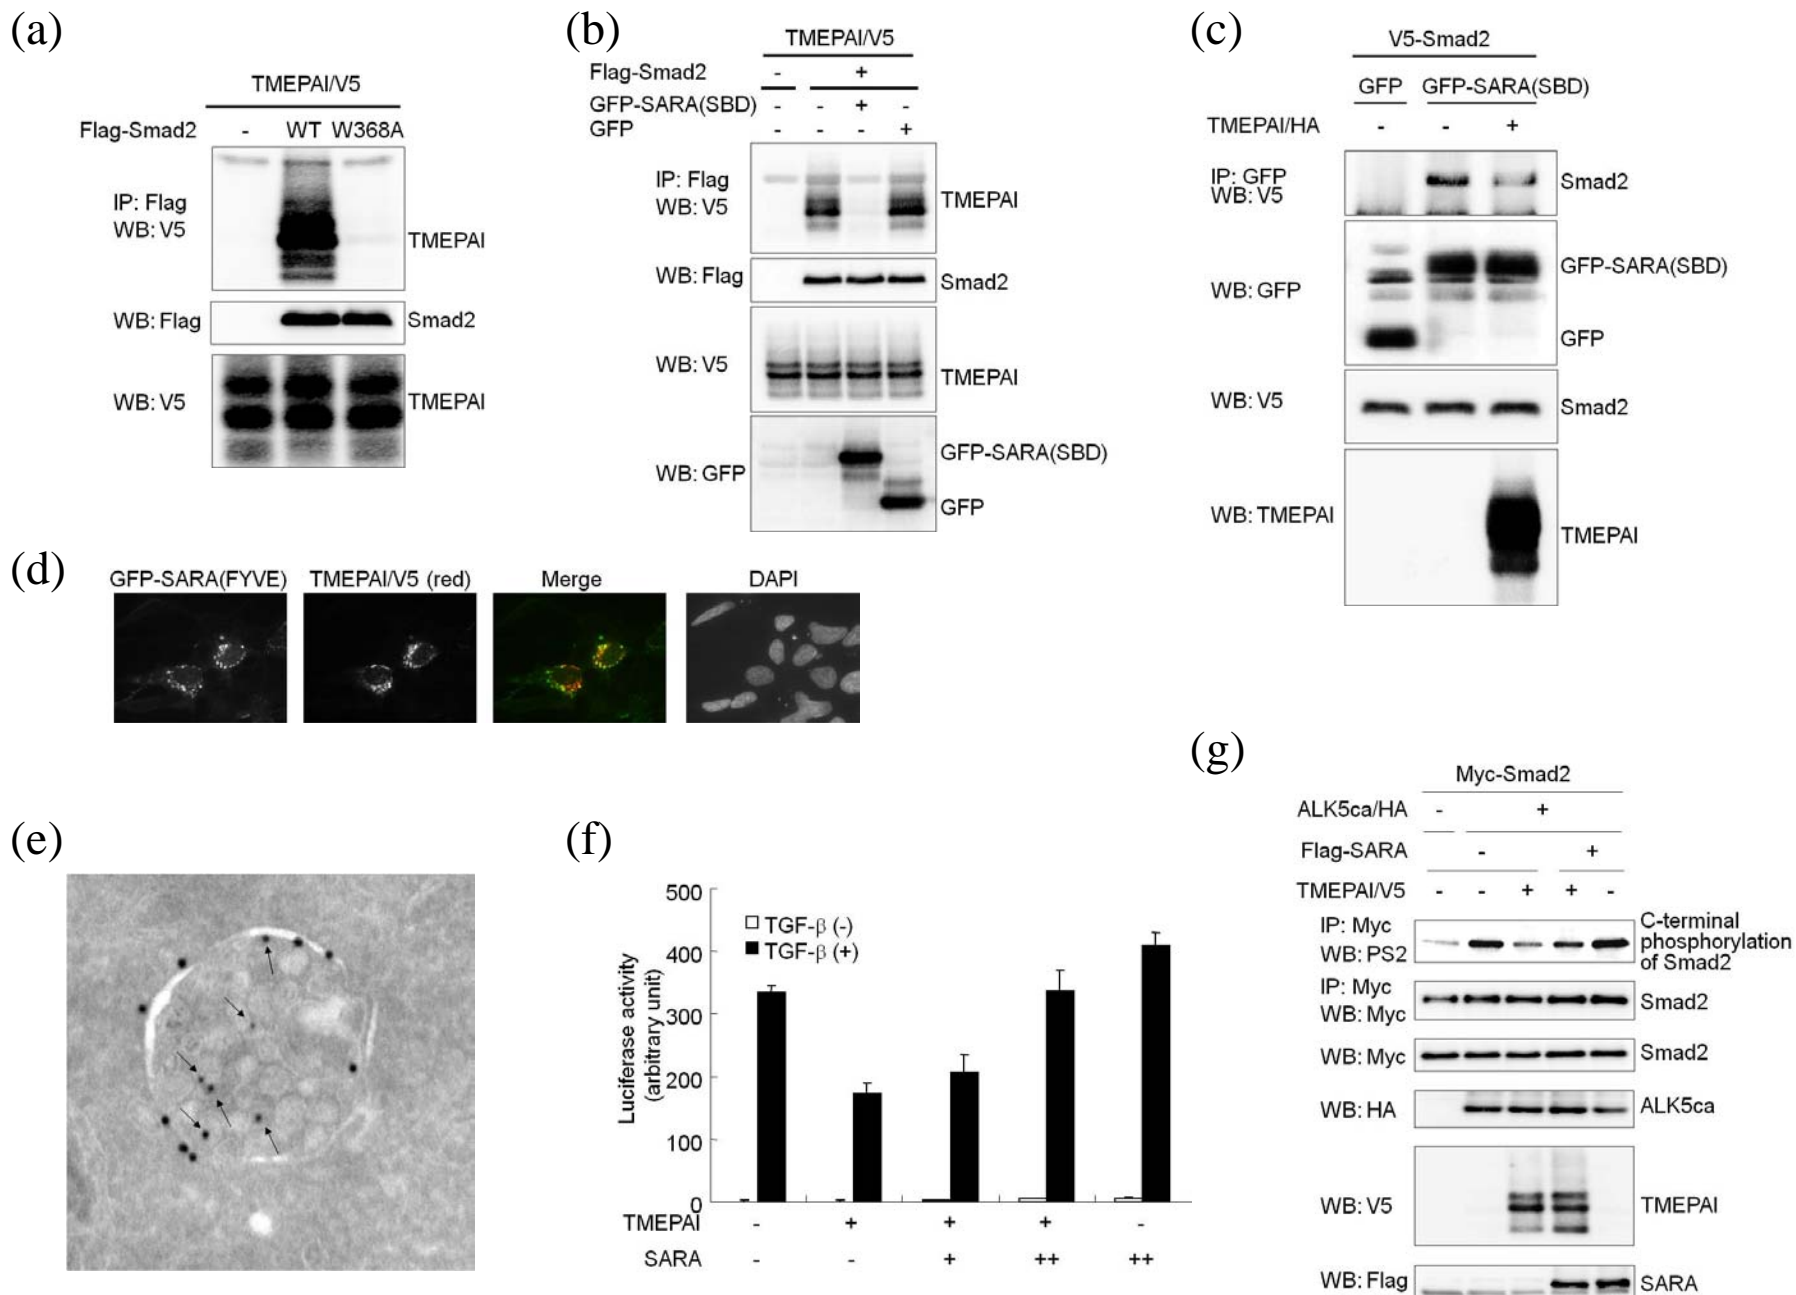 (a)
TMEPAI/V5
Flag-Smad2 - WT W368A
IP: Flag
WB: V5
TMEPAI
WB: Flag
Smad2
WB: V5
TMEPAI
(b)
TMEPAI/V5
Flag-Smad2 - +
GFP-SARA(SBD) - - + -
GFP - - - +
IP: Flag
WB: V5
TMEPAI
WB: Flag
Smad2
WB: V5
TMEPAI
WB: GFP
GFP-SARA(SBD)
GFP
(c)
V5-Smad2
GFP GFP-SARA(SBD)
TMEPAI/HA - - +
IP: GFP
WB: V5
Smad2
WB: GFP
GFP-SARA(SBD)
GFP
WB: V5
Smad2
WB: TMEPAI
TMEPAI
(d)
GFP-SARA(FYVE) TMEPAI/V5 (red) Merge DAPI
(e)
(f)
Luciferase activity
(arbitrary unit)
500
400
300
200
100
0
TGF-β (-)
TGF-β (+)
TMEPAI - + + + -
SARA - - + ++ ++
(g)
Myc-Smad2
ALK5ca/HA - +
Flag-SARA - +
TMEPAI/V5 - - + + -
IP: Myc
WB: PS2
C-terminal
phosphorylation
of Smad2
IP: Myc
WB: Myc
Smad2
WB: Myc
Smad2
WB: HA
ALK5ca
WB: V5
TMEPAI
WB: Flag
SARA